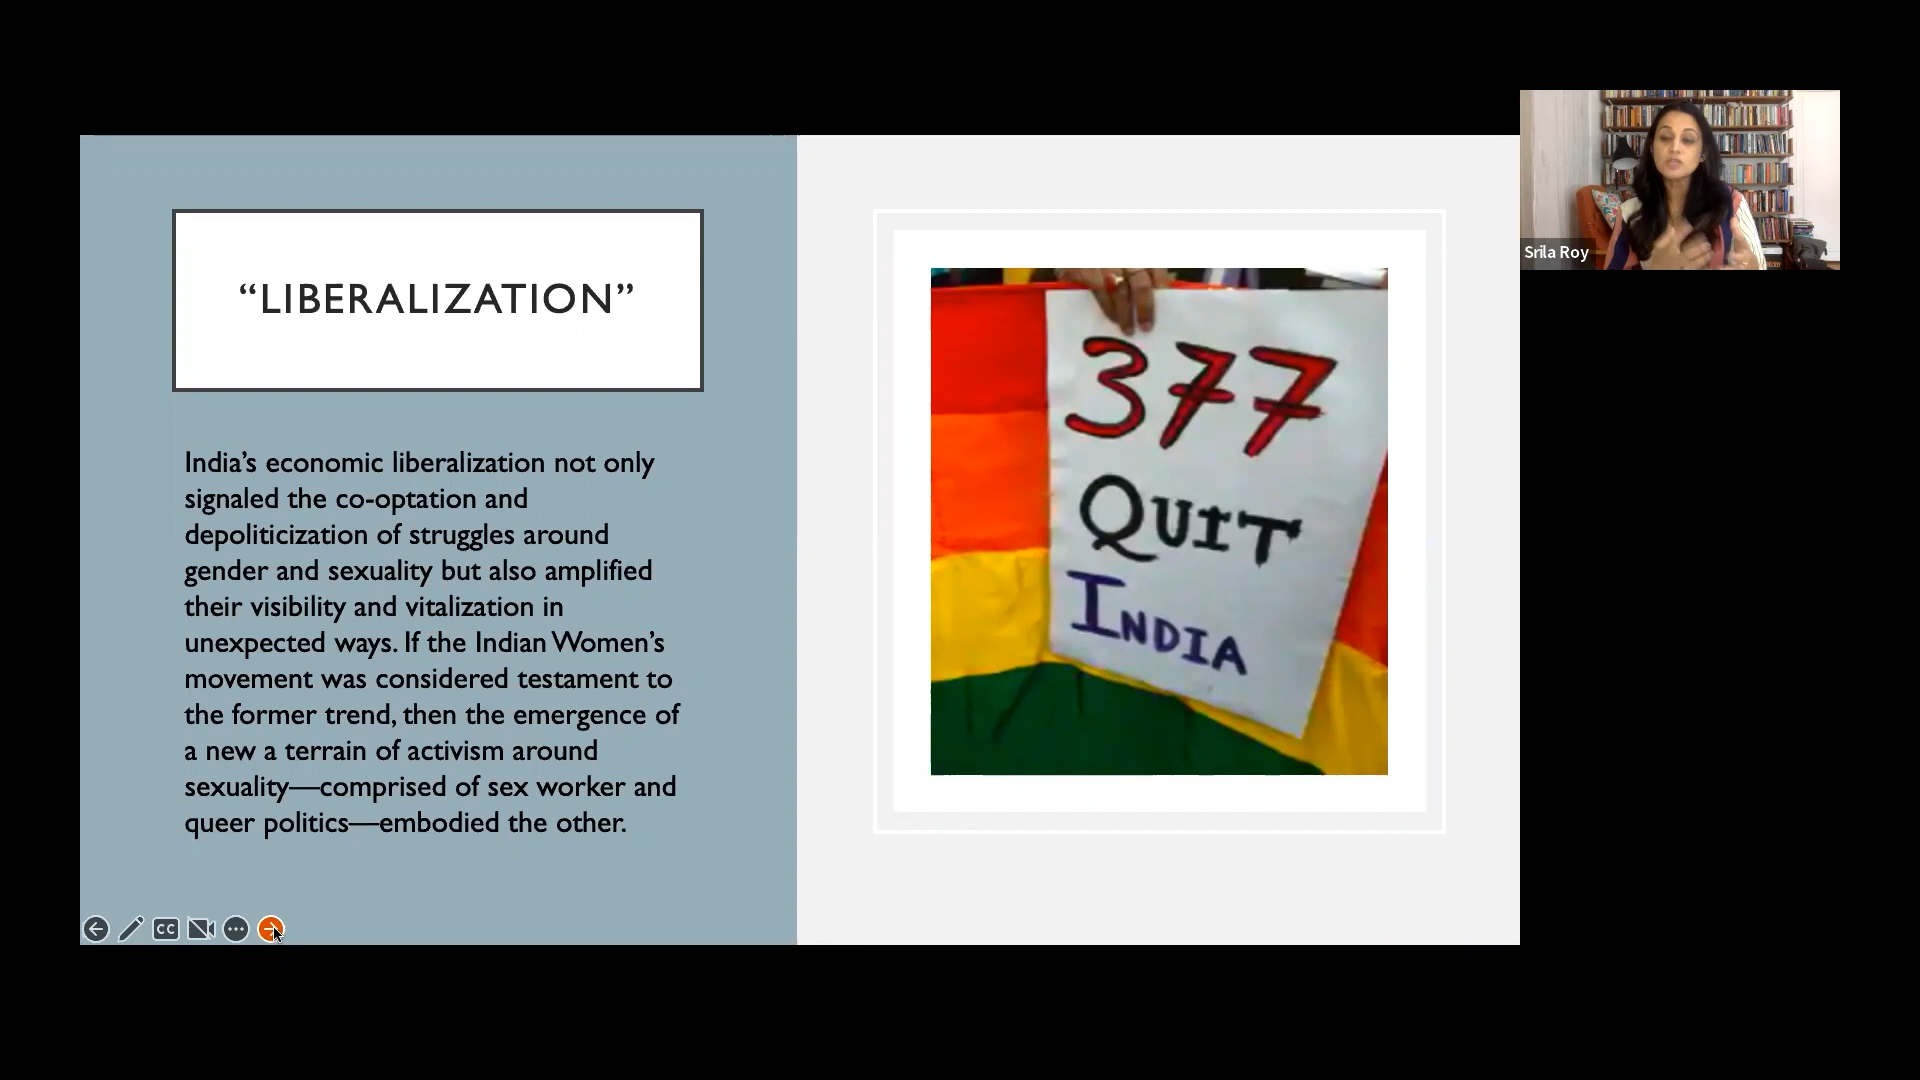 “LIBERALIZATION”
India’s economic liberalization not only
signaled the co-optation and
depoliticization of struggles around
gender and sexuality but also amplified
their visibility and vitalization in
unexpected ways. If the Indian Women’s
movement was considered testament to
the former trend, then the emergence of
a new a terrain of activism around
sexuality—comprised of sex worker and
queer politics—embodied the other.
377
QUIT
INDIA
Srila Roy
CC